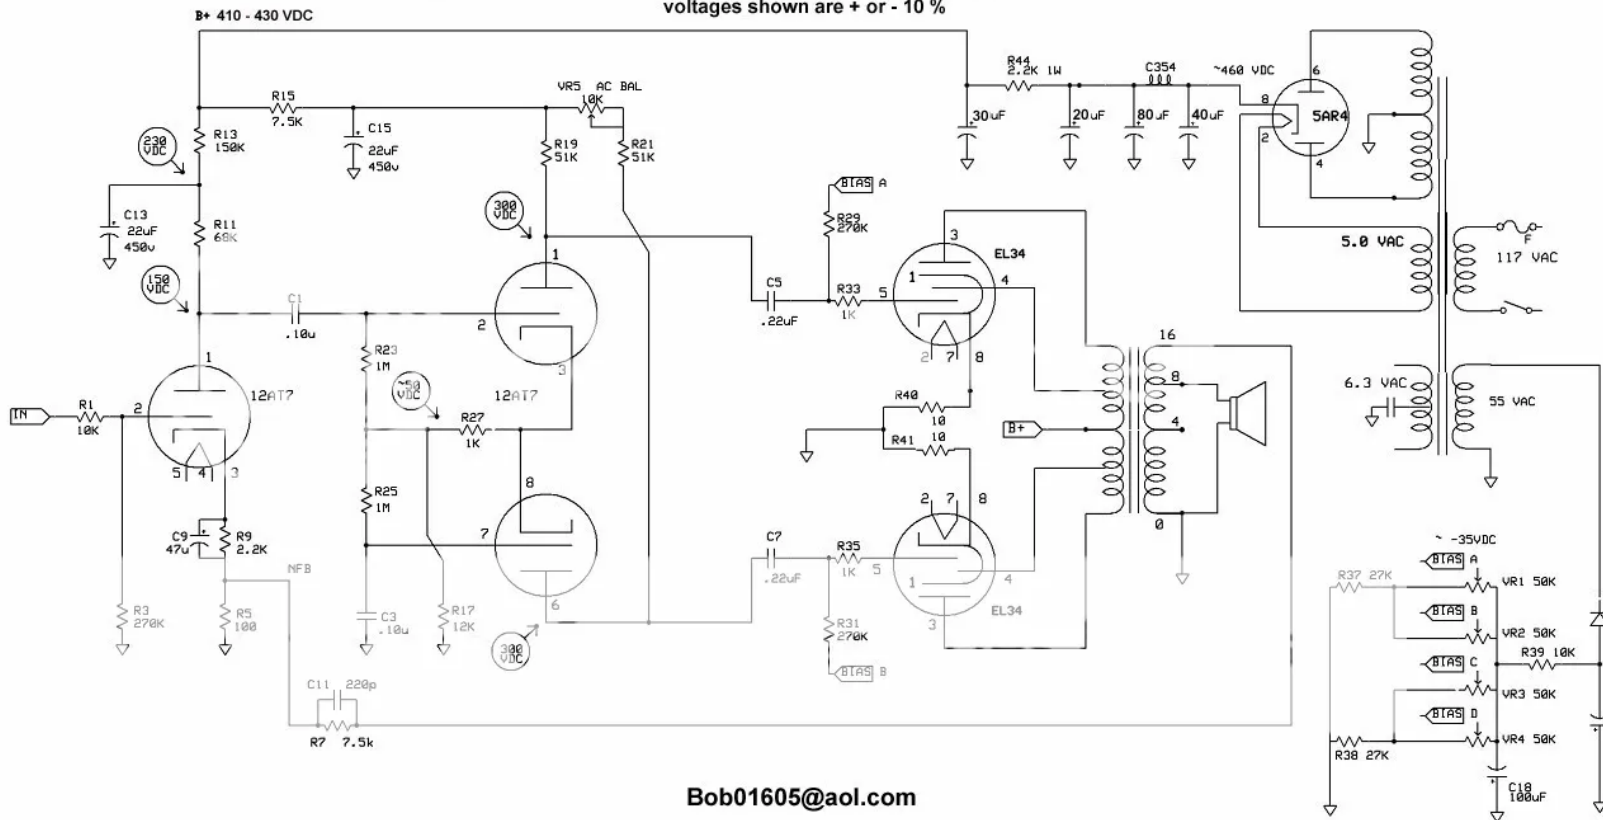 voltages shown are + or - 10 %
B+ 410 - 430 VDC
R15
7.5K
VR5 AC BAL
10K
R44
2.2K 1W
C354
~460 VDC
6
8
5AR4
2
4
30uF
20uF
80uF
40uF
230
VDC
R13
150K
C15
22uF
450v
R19
51K
R21
51K
BIAS A
C13
22uF
450v
R11
68K
300
VDC
R29
270K
3
EL34
5.0 VAC
F
117 VAC
150
VDC
C1
.10u
1
2
3
C5
.22uF
R33
1K
5
1
4
2 7 8
16
1
12AT7
IN
R1
10K
2
5 4 3
R23
1M
~50
VDC
12AT7
R27
1K
R40
10
R41 10
B+
8
4
0
6.3 VAC
55 VAC
R25
1M
8
7
6
2 7 8
C9
47u
R9
2.2K
C7
.22uF
R35
1K
5
1
4
3
EL34
~ -35VDC
NFB
R3
270K
R5
100
C3
.10u
R17
12K
300
VDC
R31
270K
BIAS B
R37 27K
BIAS A
VR1 50K
BIAS B
VR2 50K
R39 10K
BIAS C
VR3 50K
BIAS D
VR4 50K
R38 27K
C18
100uF
C11 220p
R7 7.5k
Bob01605@aol.com